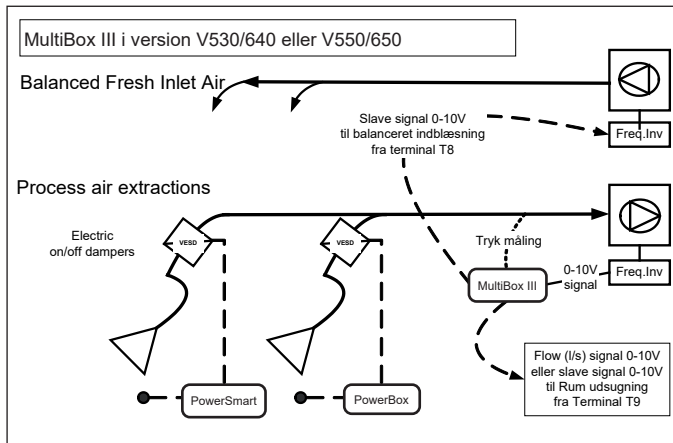 MultiBox III i version V530/640 eller V550/650
Balanced Fresh Inlet Air
Slave signal 0-10V
til balanceret indblæsning
fra terminal T8
Freq.Inv
Process air extractions
Electric
on/off dampers
VESD
VESD
Tryk måling
MultiBox III
0-10V
signal
Freq.Inv
Flow (l/s) signal 0-10V
eller slave signal 0-10V
til Rum udsugning
fra Terminal T9
PowerSmart
PowerBox